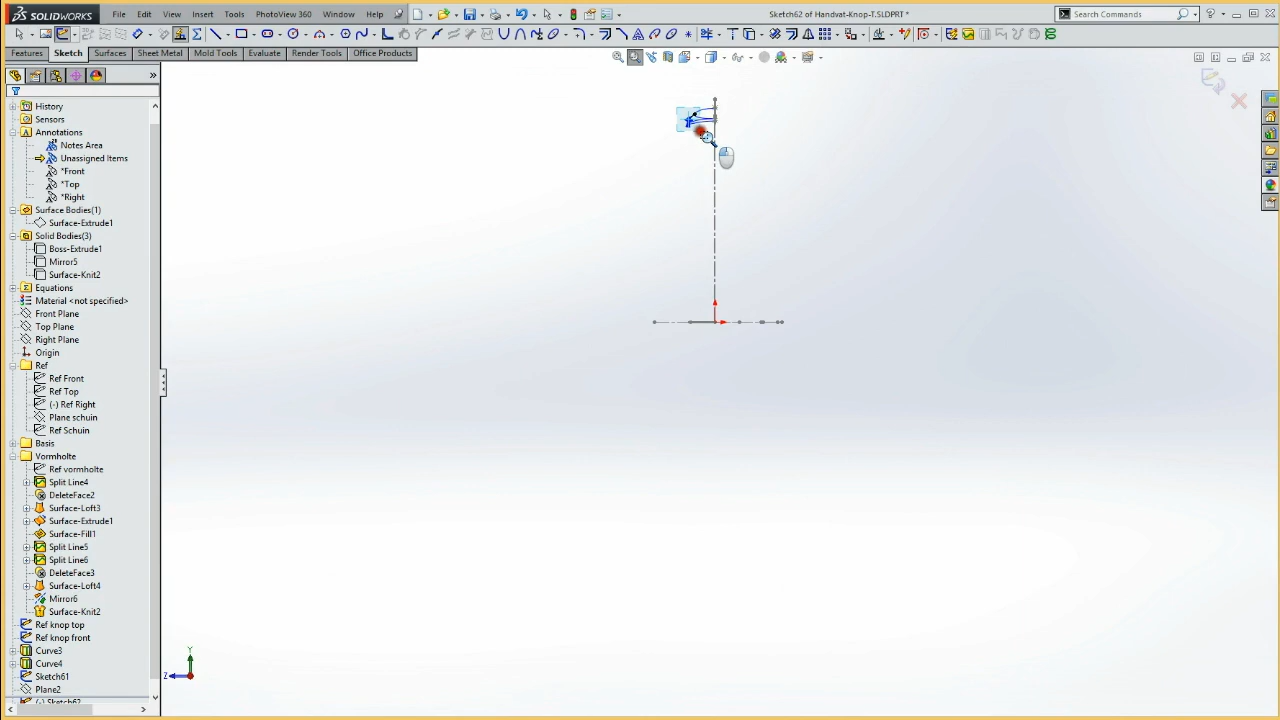 SOLIDWORKS File Edit View Insert Tools PhotoView 360 Window Help Sketch62 of Handvat-Knop-T.SLDPRT * Search Commands
Features Sketch Surfaces Sheet Metal Mold Tools Evaluate Render Tools Office Products
History
Sensors
Annotations
Notes Area
Unassigned Items
*Front
*Top
*Right
Surface Bodies(1)
Surface-Extrude1
Solid Bodies(3)
Boss-Extrude1
Mirror5
Surface-Knit2
Equations
Material <not specified>
Front Plane
Top Plane
Right Plane
Origin
Ref
Ref Front
Ref Top
(-) Ref Right
Plane schuin
Ref Schuin
Basis
Vormholte
Ref vormholte
Split Line4
DeleteFace2
Surface-Loft3
Surface-Extrude1
Surface-Fill1
Split Line5
Split Line6
DeleteFace3
Surface-Loft4
Mirror6
Surface-Knit2
Ref knop top
Ref knop front
Curve3
Curve4
Sketch61
Plane2
(-) Sketch62
Y
Z